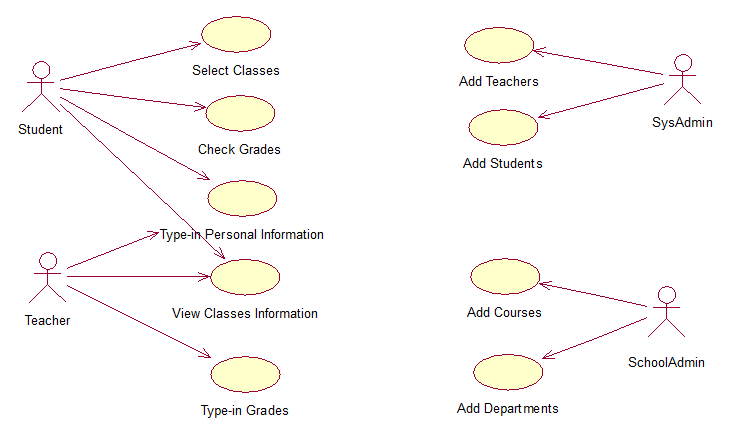 Select Classes
Add Teachers
Student
SysAdmin
Check Grades
Add Students
Type-in Personal Information
Teacher
View Classes Information
Add Courses
SchoolAdmin
Type-in Grades
Add Departments